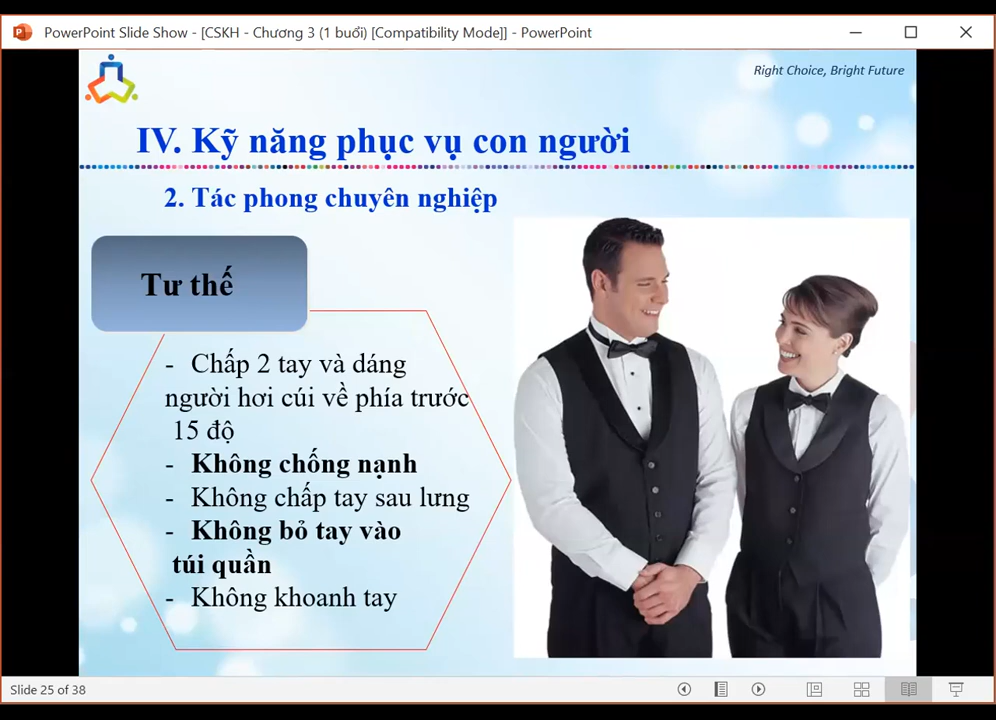 PowerPoint Slide Show - [CSKH - Chương 3 (1 buổi) [Compatibility Mode]] - PowerPoint
Right Choice, Bright Future
IV. Kỹ năng phục vụ con người
2. Tác phong chuyên nghiệp
Tư thế
- Chấp 2 tay và dáng
người hơi cúi về phía trước
15 độ
- Không chống nạnh
- Không chấp tay sau lưng
- Không bỏ tay vào
túi quần
- Không khoanh tay
Slide 25 of 38